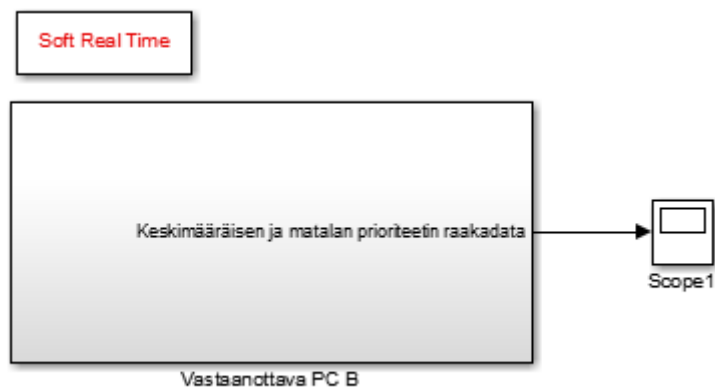 Soft Real Time
Keskimääräisen ja matalan prioriteetin raakadata
Scope1
Vastaanottava PC B